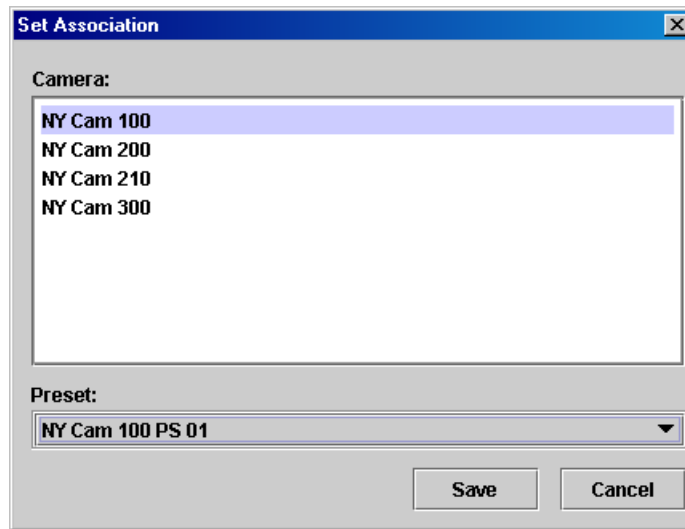 Set Association
Camera:
NY Cam 100
NY Cam 200
NY Cam 210
NY Cam 300
Preset:
NY Cam 100 PS 01
Save Cancel